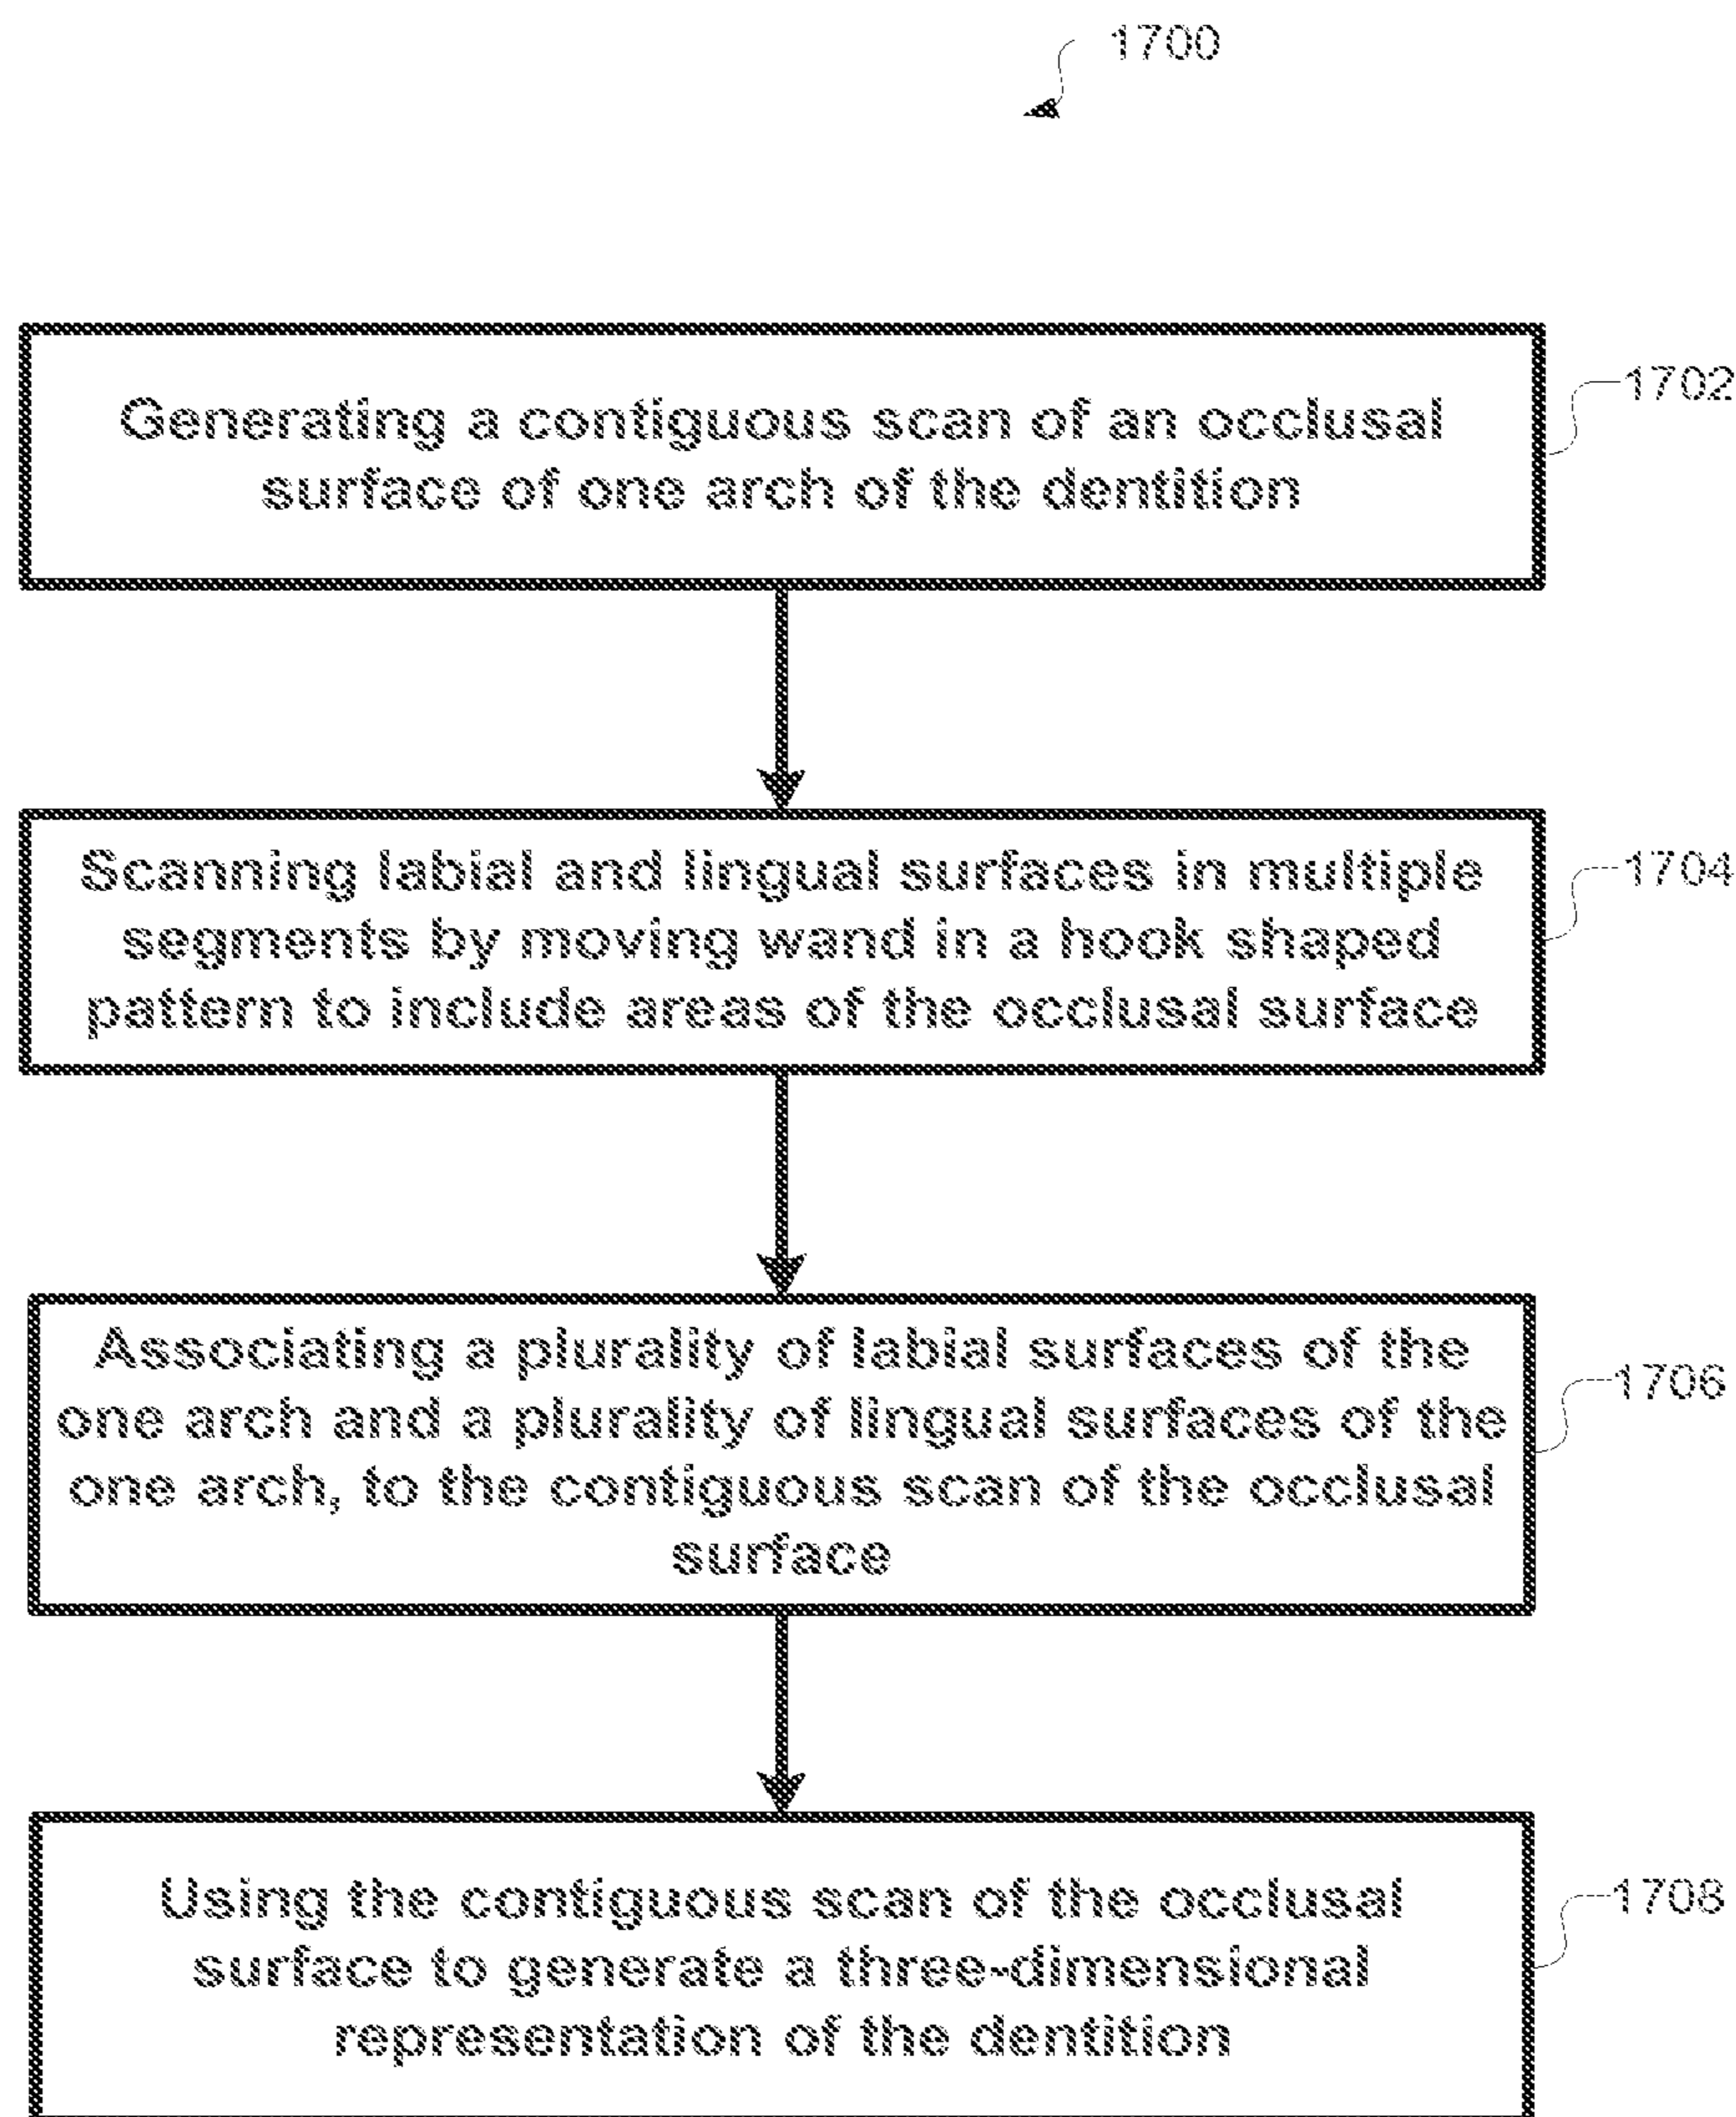 1700
Generating a contiguous scan of an occlusal
surface of one arch of the dentition
1702
Scanning labial and lingual surfaces in multiple
segments by moving wand in a hook shaped
pattern to include areas of the occlusal surface
1704
Associating a plurality of labial surfaces of the
one arch and a plurality of lingual surfaces of the
one arch, to the contiguous scan of the occlusal
surface
1706
Using the contiguous scan of the occlusal
surface to generate a three-dimensional
representation of the dentition
1708